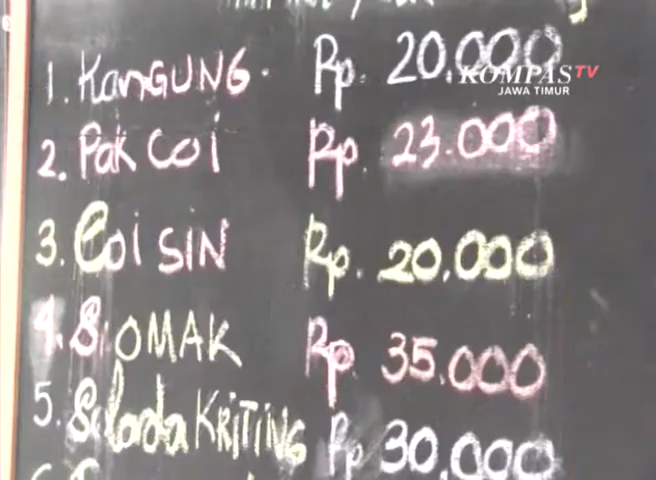 1. KanGUNG. Rp. 20.000
KOMPAS TV
JAWA TIMUR
2. Pak COi Rp. 23.000
3. COi SIN Rp. 20.000
4. SiOMAK Rp 35.000
5. Selada KRiTING Rp 30.000